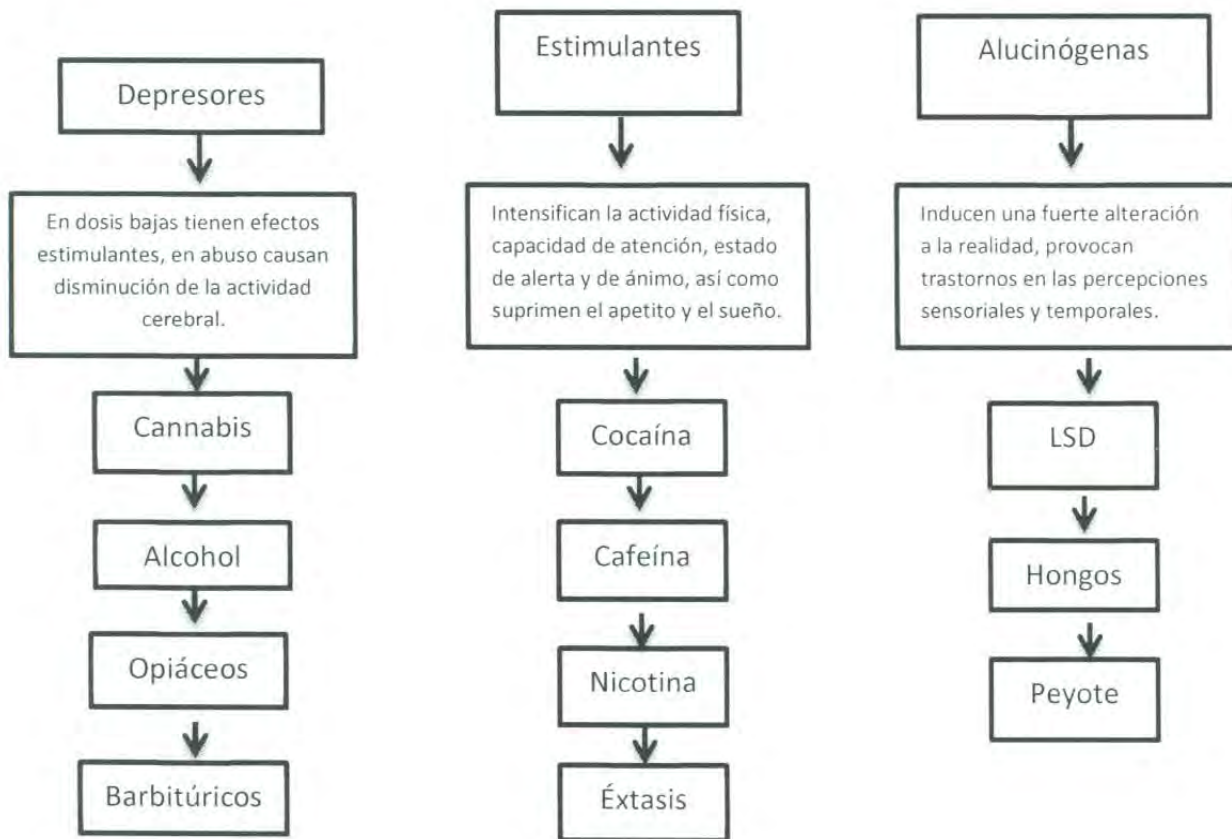 Depresores
En dosis bajas tienen efectos
estimulantes, en abuso causan
disminución de la actividad
cerebral.
Cannabis
Alcohol
Opiáceos
Barbitúricos
Estimulantes
Intensifican la actividad física,
capacidad de atención, estado
de alerta y de ánimo, así como
suprimen el apetito y el sueño.
Cocaína
Cafeína
Nicotina
Éxtasis
Alucinógenas
Inducen una fuerte alteración
a la realidad, provocan
trastornos en las percepciones
sensoriales y temporales.
LSD
Hongos
Peyote